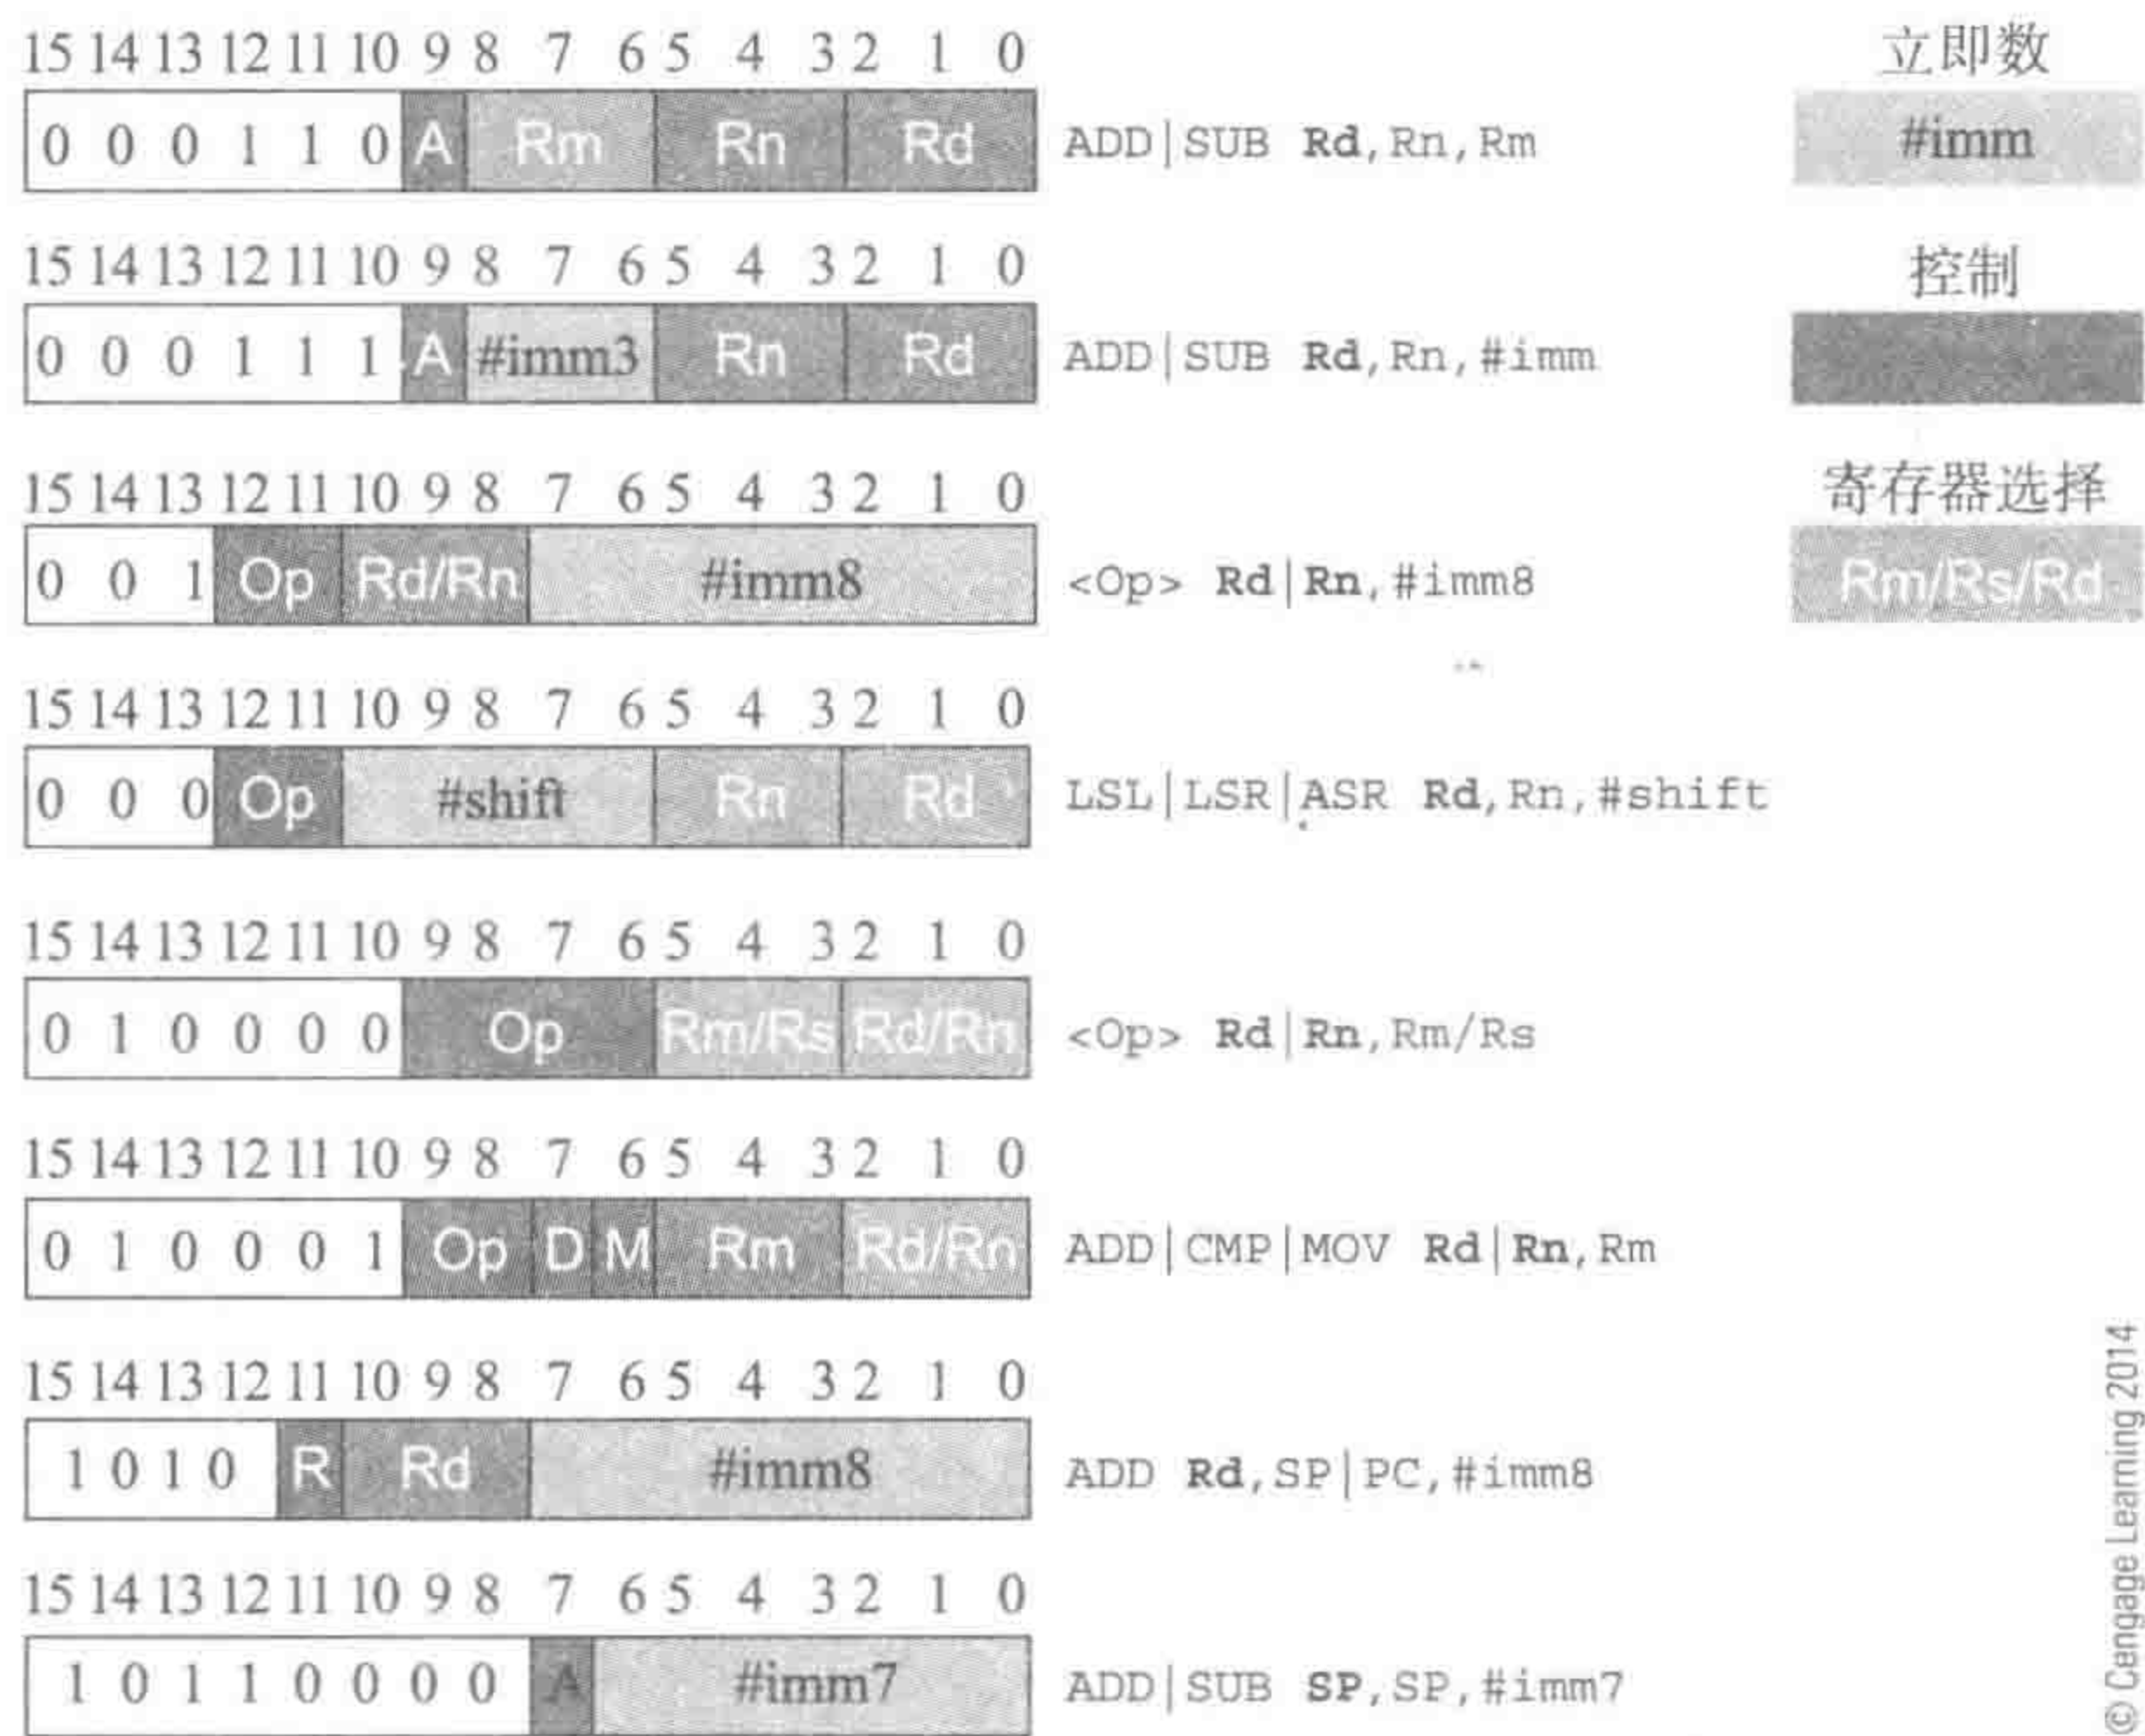 15 14 13 12 11 10 9 8 7 6 5 4 3 2 1 0
0 0 0 1 1 0 A Rm Rn Rd ADD|SUB Rd,Rn,Rm
立即数
#imm
15 14 13 12 11 10 9 8 7 6 5 4 3 2 1 0
0 0 0 1 1 1 A #imm3 Rn Rd ADD|SUB Rd,Rn,#imm
控制
15 14 13 12 11 10 9 8 7 6 5 4 3 2 1 0
0 0 1 Op Rd/Rn #imm8 <Op> Rd|Rn,#imm8
寄存器选择
Rm/Rs/Rd
15 14 13 12 11 10 9 8 7 6 5 4 3 2 1 0
0 0 0 Op #shift Rn Rd LSL|LSR|ASR Rd,Rn,#shift
15 14 13 12 11 10 9 8 7 6 5 4 3 2 1 0
0 1 0 0 0 0 Op Rm/Rs Rd/Rn <Op> Rd|Rn,Rm/Rs
15 14 13 12 11 10 9 8 7 6 5 4 3 2 1 0
0 1 0 0 0 1 Op D M Rm Rd/Rn ADD|CMP|MOV Rd|Rn,Rm
15 14 13 12 11 10 9 8 7 6 5 4 3 2 1 0
1 0 1 0 R Rd #imm8 ADD Rd,SP|PC,#imm8
15 14 13 12 11 10 9 8 7 6 5 4 3 2 1 0
1 0 1 1 0 0 0 0 A #imm7 ADD|SUB SP,SP,#imm7
© Cengage Learning 2014